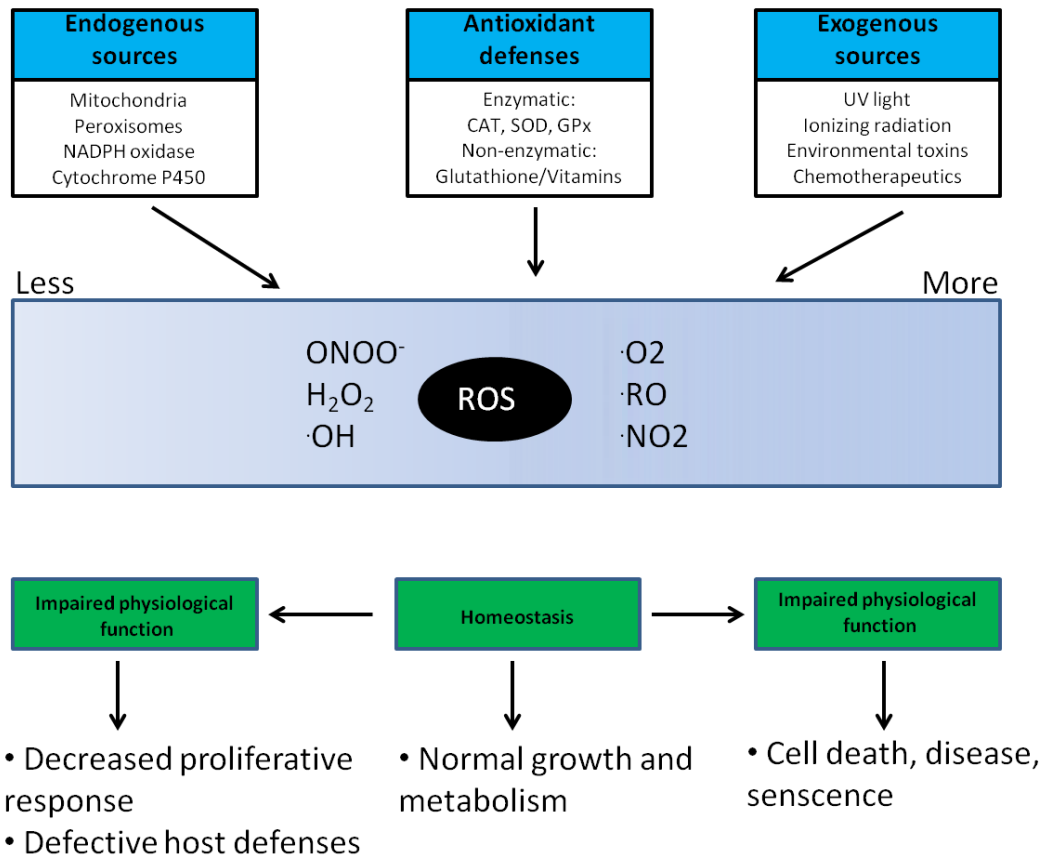 Endogenous
sources
Mitochondria
Peroxisomes
NADPH oxidase
Cytochrome P450
Antioxidant
defenses
Enzymatic:
CAT, SOD, GPx
Non-enzymatic:
Glutathione/Vitamins
Exogenous
sources
UV light
Ionizing radiation
Environmental toxins
Chemotherapeutics
Less
More
ONOO⁻
H₂O₂
·OH
ROS
·O2
·RO
·NO2
Impaired physiological
function
Homeostasis
Impaired physiological
function
• Decreased proliferative
response
• Defective host defenses
• Normal growth and
metabolism
• Cell death, disease,
senscence